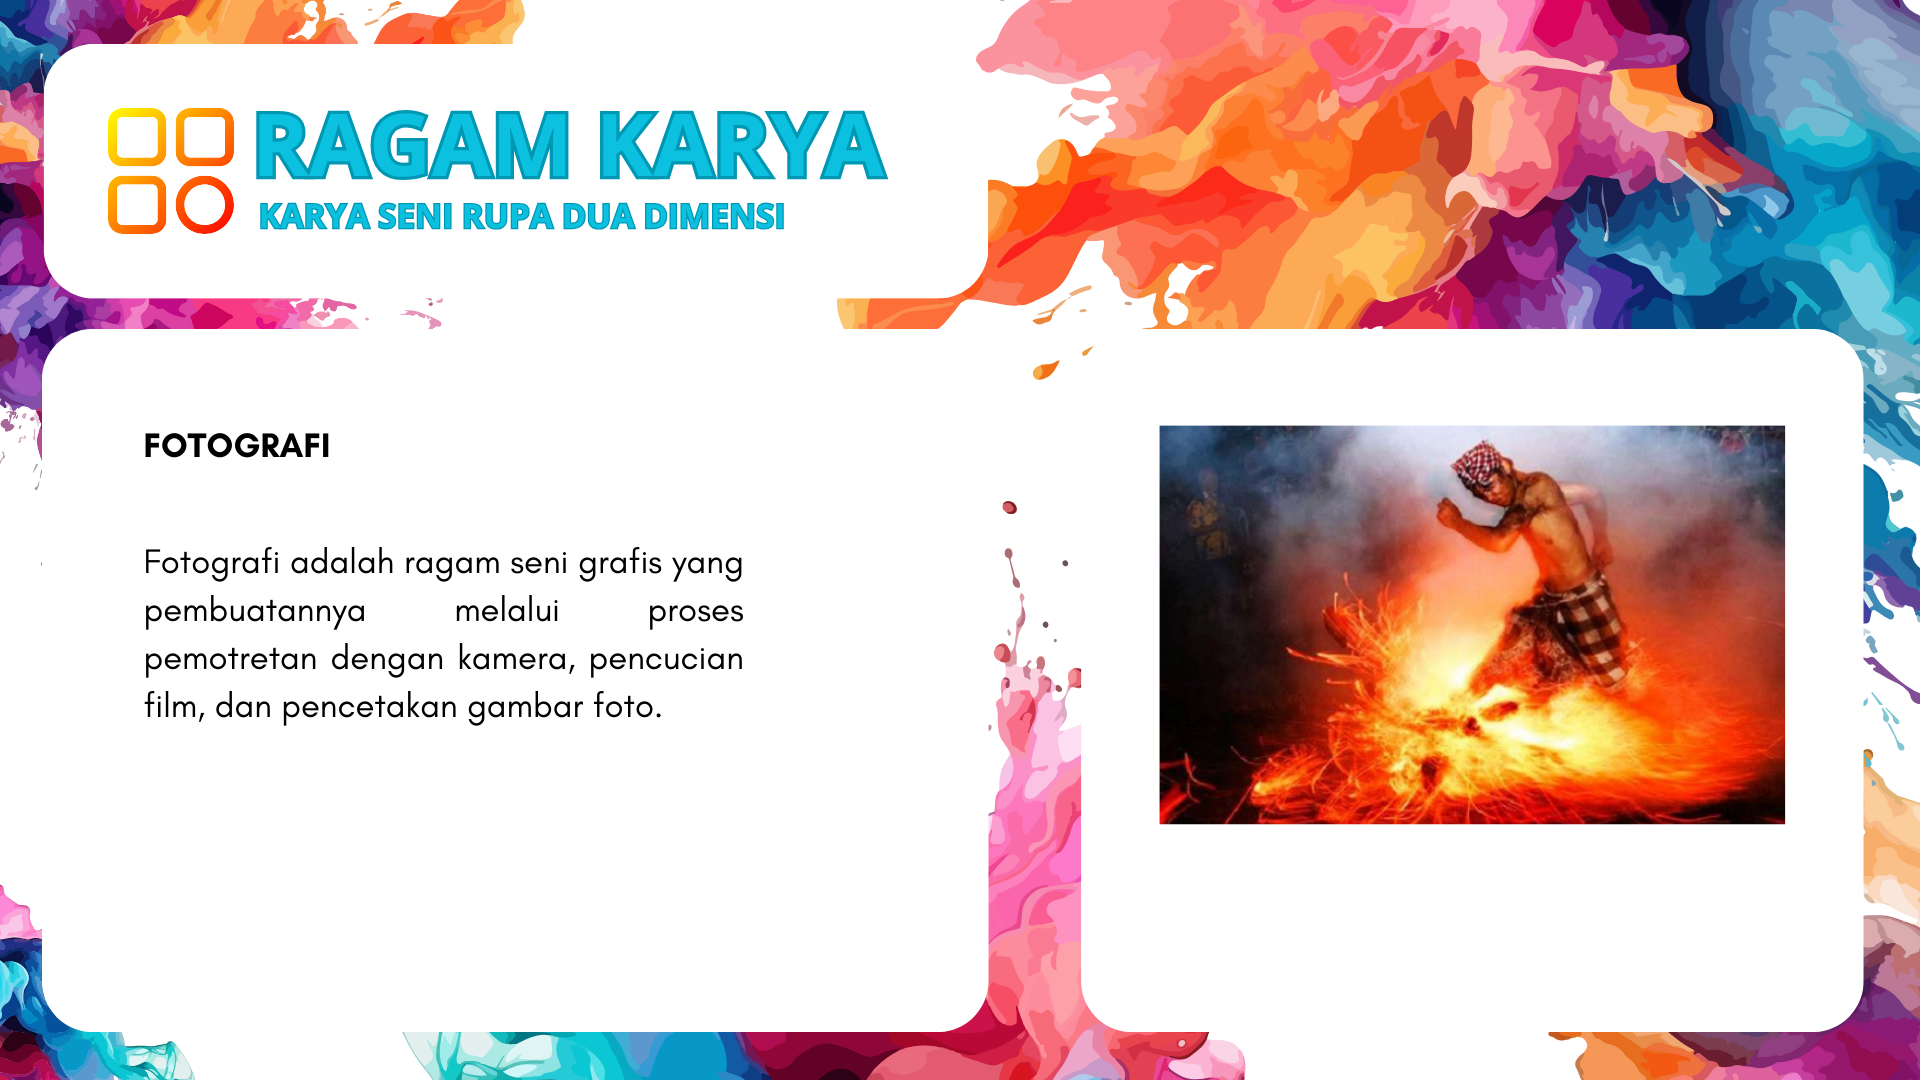 RAGAM KARYA
KARYA SENI RUPA DUA DIMENSI
FOTOGRAFI
Fotografi adalah ragam seni grafis yang
pembuatannya melalui proses
pemotretan dengan kamera, pencucian
film, dan pencetakan gambar foto.